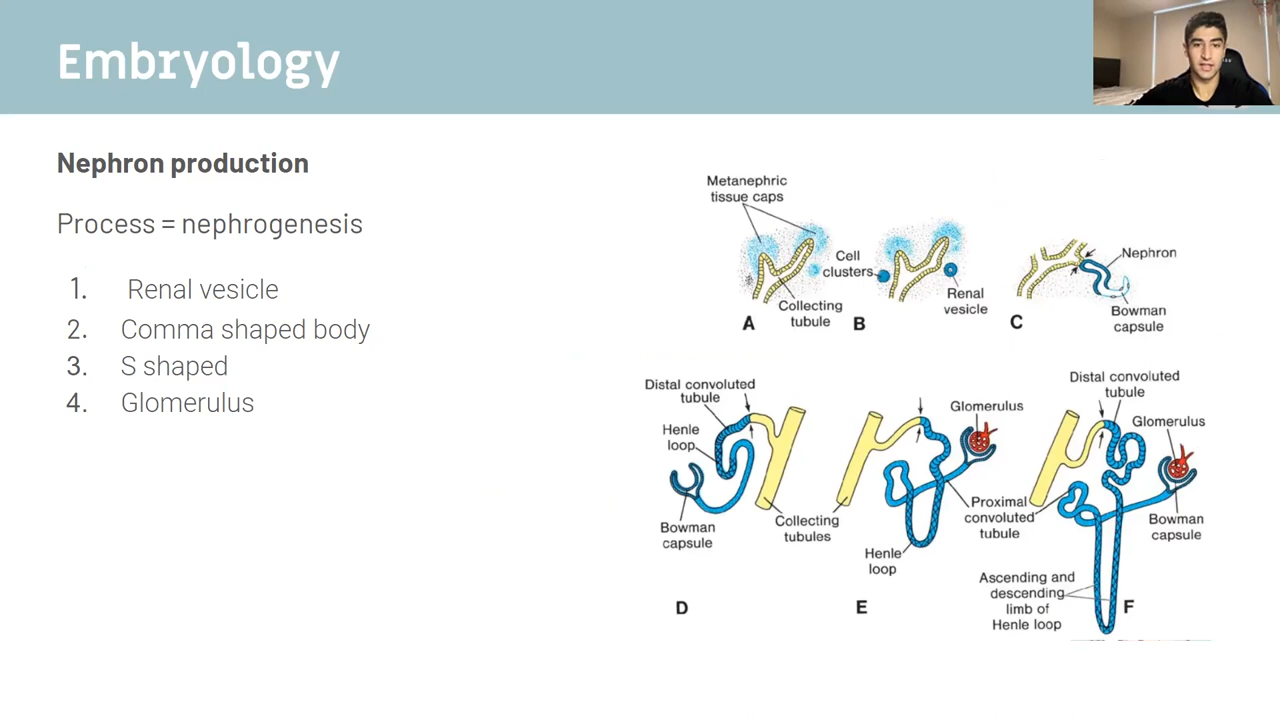 Embryology
Nephron production
Process = nephrogenesis
1. Renal vesicle
2. Comma shaped body
3. S shaped
4. Glomerulus
Metanephric
tissue caps
Collecting
tubule
A
Cell
clusters
Renal
vesicle
B
Nephron
Bowman
capsule
C
Distal convoluted
tubule
Henle
loop
Bowman
capsule
Collecting
tubules
D
Glomerulus
Proximal
convoluted
tubule
Henle
loop
E
Distal convoluted
tubule
Glomerulus
Bowman
capsule
Ascending and
descending
limb of
Henle loop
F